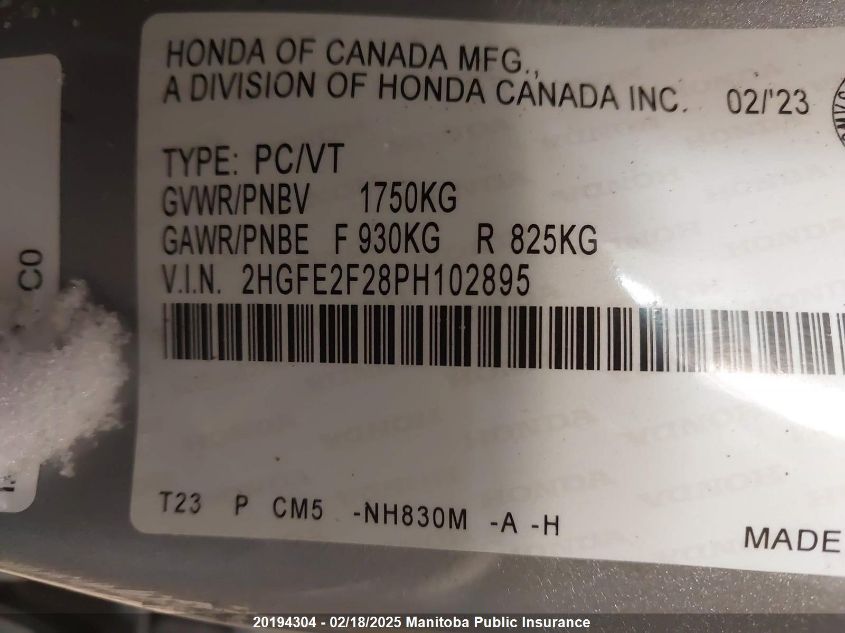 HONDA OF CANADA MFG.,
A DIVISION OF HONDA CANADA INC. 02/'23
TYPE: PC/VT
GVWR/PNBV 1750KG
GAWR/PNBE F 930KG R 825KG
V.I.N. 2HGFE2F28PH102895
C0
T23 P CM5 -NH830M -A -H
MADE
20194304 - 02/18/2025 Manitoba Public Insurance